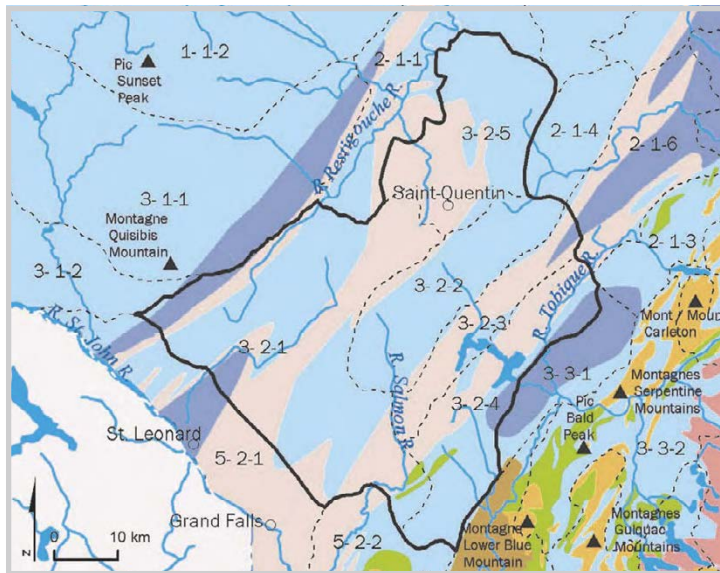 1- 1-2
Pic
Sunset
Peak
2- 1-1
R. Restigouche R.
3- 2-5
2- 1-4
2- 1-6
Saint-Quentin
3- 1-1
Montagne
Quisibis
Mountain
3- 1-2
2- 1-3
3- 2- 2
R. Tobique R.
R. St. John R.
3- 2-3
Mont / Moun
Carleton
3- 2-1
R. Salmon R.
3- 3-1
Montagnes
Serpentine
Mountains
3- 2-4
Pic
Bald
Peak
St. Leonard
5- 2-1
3- 3-2
Grand Falls
Montagne
Lower Blue
Mountain
Montagnes
Gulquac
Mountains
5- 2-2
N
0 10 km